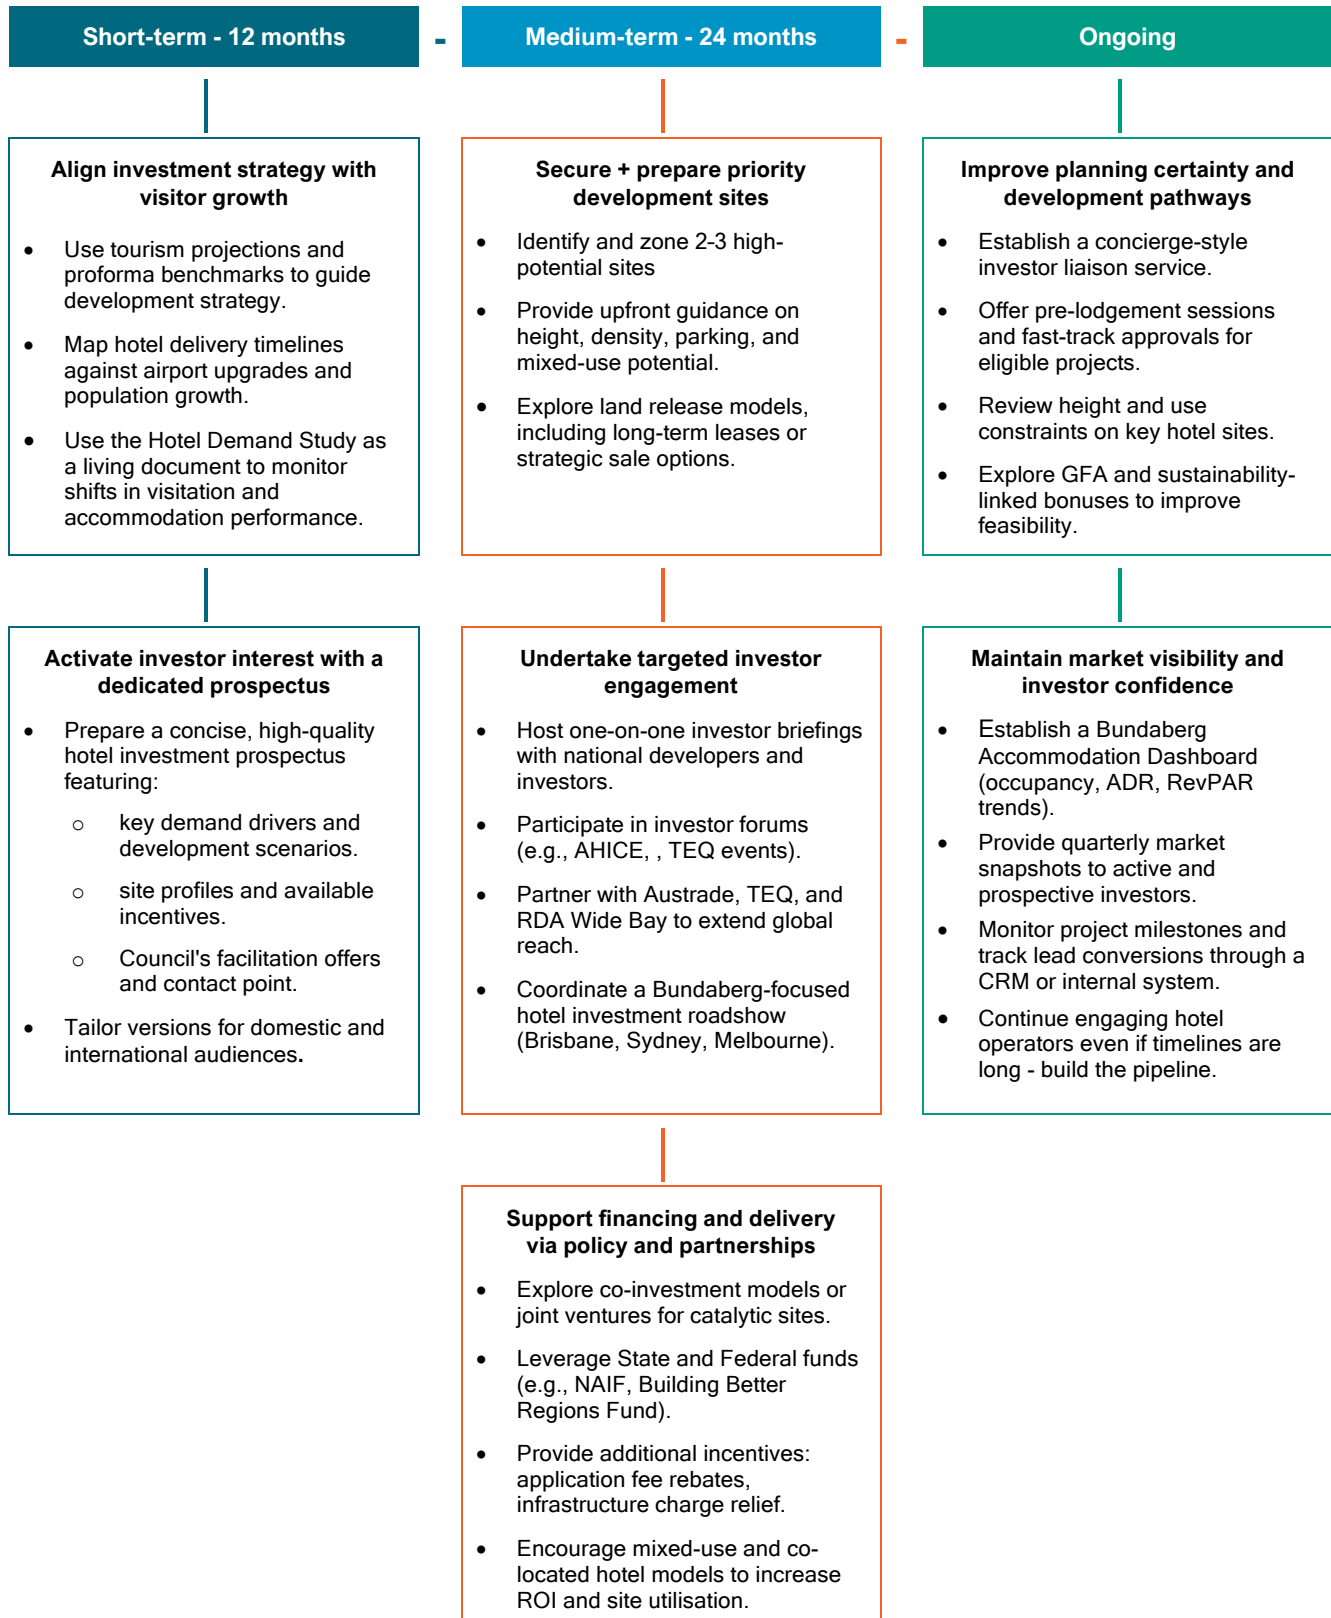 Short-term - 12 months
-
Medium-term - 24 months
-
Ongoing
Align investment strategy with
visitor growth
• Use tourism projections and
proforma benchmarks to guide
development strategy.
• Map hotel delivery timelines
against airport upgrades and
population growth.
• Use the Hotel Demand Study as
a living document to monitor
shifts in visitation and
accommodation performance.
Activate investor interest with a
dedicated prospectus
• Prepare a concise, high-quality
hotel investment prospectus
featuring:
o key demand drivers and
development scenarios.
o site profiles and available
incentives.
o Council's facilitation offers
and contact point.
• Tailor versions for domestic and
international audiences.
Secure + prepare priority
development sites
• Identify and zone 2-3 high-
potential sites
• Provide upfront guidance on
height, density, parking, and
mixed-use potential.
• Explore land release models,
including long-term leases or
strategic sale options.
Undertake targeted investor
engagement
• Host one-on-one investor briefings
with national developers and
investors.
• Participate in investor forums
(e.g., AHICE, , TEQ events).
• Partner with Austrade, TEQ, and
RDA Wide Bay to extend global
reach.
• Coordinate a Bundaberg-focused
hotel investment roadshow
(Brisbane, Sydney, Melbourne).
Support financing and delivery
via policy and partnerships
• Explore co-investment models or
joint ventures for catalytic sites.
• Leverage State and Federal funds
(e.g., NAIF, Building Better
Regions Fund).
• Provide additional incentives:
application fee rebates,
infrastructure charge relief.
• Encourage mixed-use and co-
located hotel models to increase
ROI and site utilisation.
Improve planning certainty and
development pathways
• Establish a concierge-style
investor liaison service.
• Offer pre-lodgement sessions
and fast-track approvals for
eligible projects.
• Review height and use
constraints on key hotel sites.
• Explore GFA and sustainability-
linked bonuses to improve
feasibility.
Maintain market visibility and
investor confidence
• Establish a Bundaberg
Accommodation Dashboard
(occupancy, ADR, RevPAR
trends).
• Provide quarterly market
snapshots to active and
prospective investors.
• Monitor project milestones and
track lead conversions through a
CRM or internal system.
• Continue engaging hotel
operators even if timelines are
long - build the pipeline.